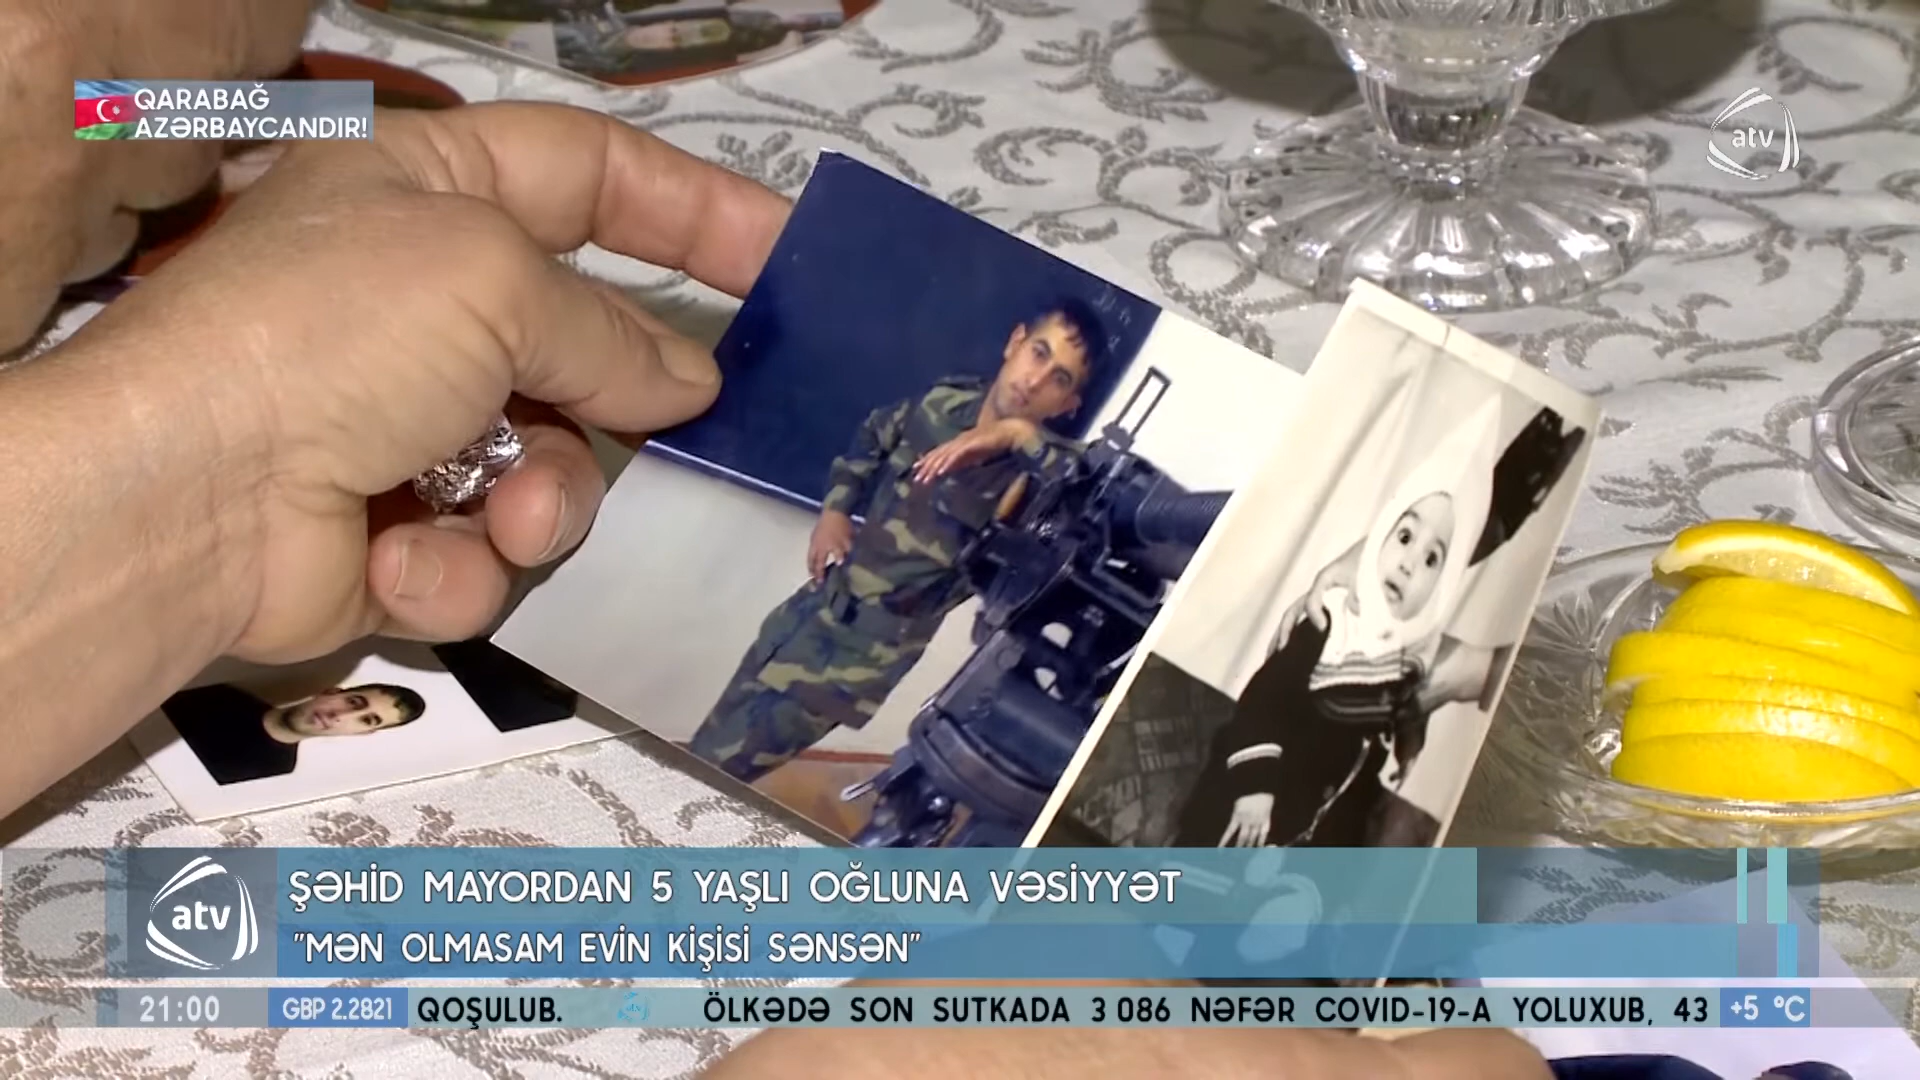 QARABAĞ
AZƏRBAYCANDIR!
atv
ŞƏHİD MAYORDAN 5 YAŞLI OĞLUNA VƏSİYYƏT
atv
"MƏN OLMASAM EVİN KİŞİSİ SƏNSƏN"
21:00 GBP 2.2821 QOŞULUB. atv ÖLKƏDƏ SON SUTKADA 3 086 NƏFƏR COVID-19-A YOLUXUB, 43 +5 °C